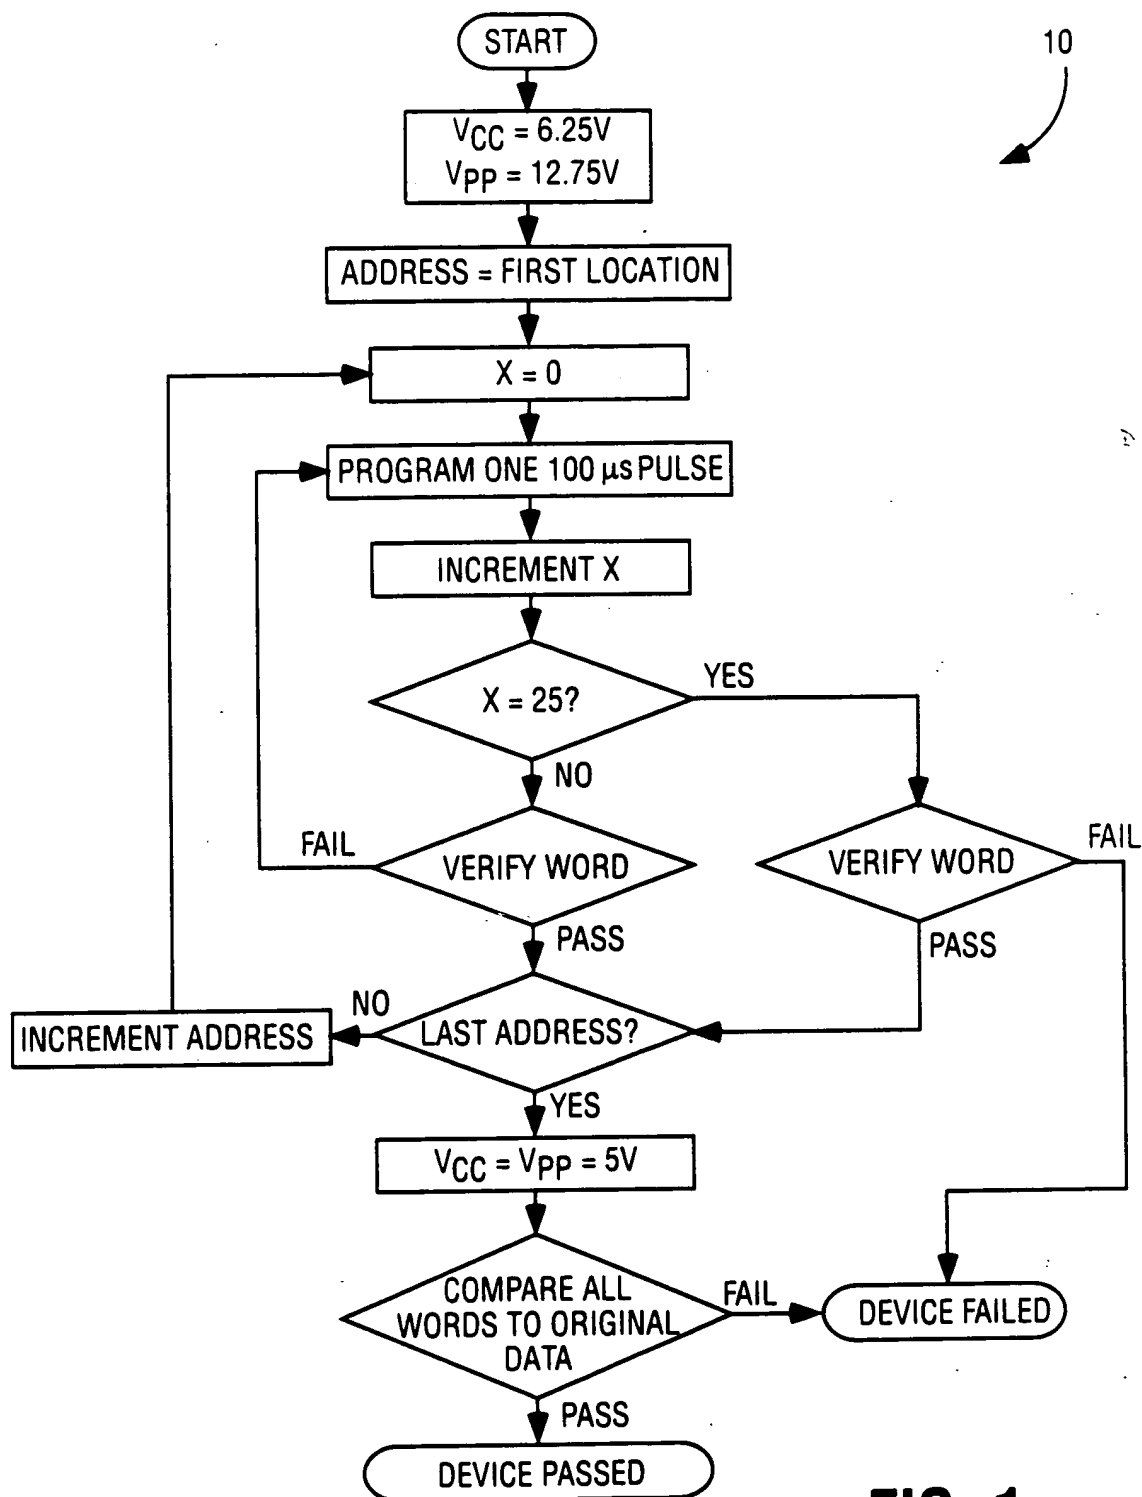 START
10
VCC = 6.25V
VPP = 12.75V
ADDRESS = FIRST LOCATION
X = 0
PROGRAM ONE 100 µs PULSE
INCREMENT X
X = 25?
YES
NO
FAIL
VERIFY WORD
VERIFY WORD
FAIL
PASS
PASS
NO
INCREMENT ADDRESS
LAST ADDRESS?
YES
VCC = VPP = 5V
COMPARE ALL
WORDS TO ORIGINAL
DATA
FAIL
DEVICE FAILED
PASS
DEVICE PASSED
FIG. 1